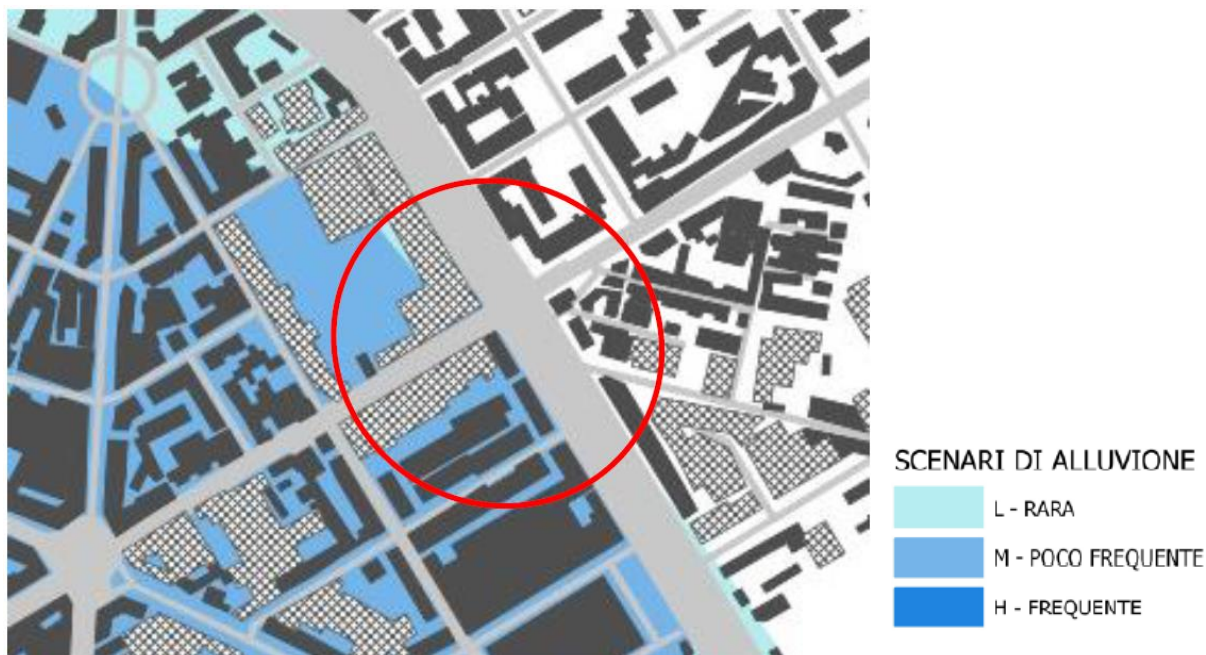 SCENARI DI ALLUVIONE
L - RARA
M - POCO FREQUENTE
H - FREQUENTE